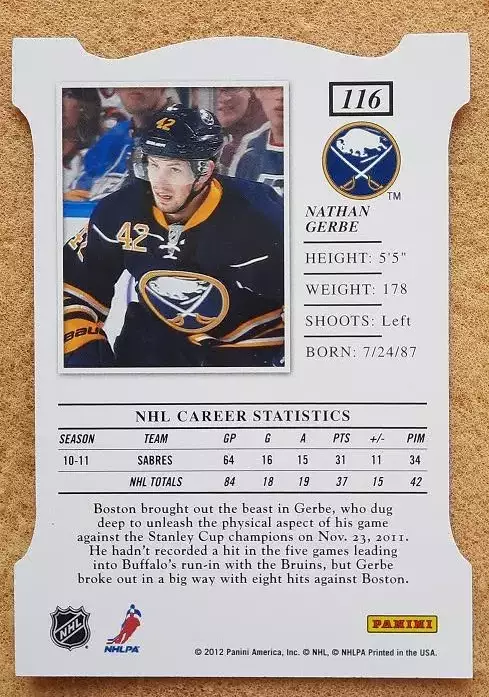 116
42
42
BAU
TM
NATHAN
GERBE
HEIGHT: 5'5"
WEIGHT: 178
SHOOTS: Left
BORN: 7/24/87
NHL CAREER STATISTICS
SEASON TEAM GP G A PTS +/- PIM
10-11 SABRES 64 16 15 31 11 34
NHL TOTALS 84 18 19 37 15 42
Boston brought out the beast in Gerbe, who dug
deep to unleash the physical aspect of his game
against the Stanley Cup champions on Nov. 23, 2011.
He hadn't recorded a hit in the five games leading
into Buffalo's run-in with the Bruins, but Gerbe
broke out in a big way with eight hits against Boston.
NHL
NHLPA
PANINI
© 2012 Panini America, Inc. © NHL, © NHLPA Printed in the USA.